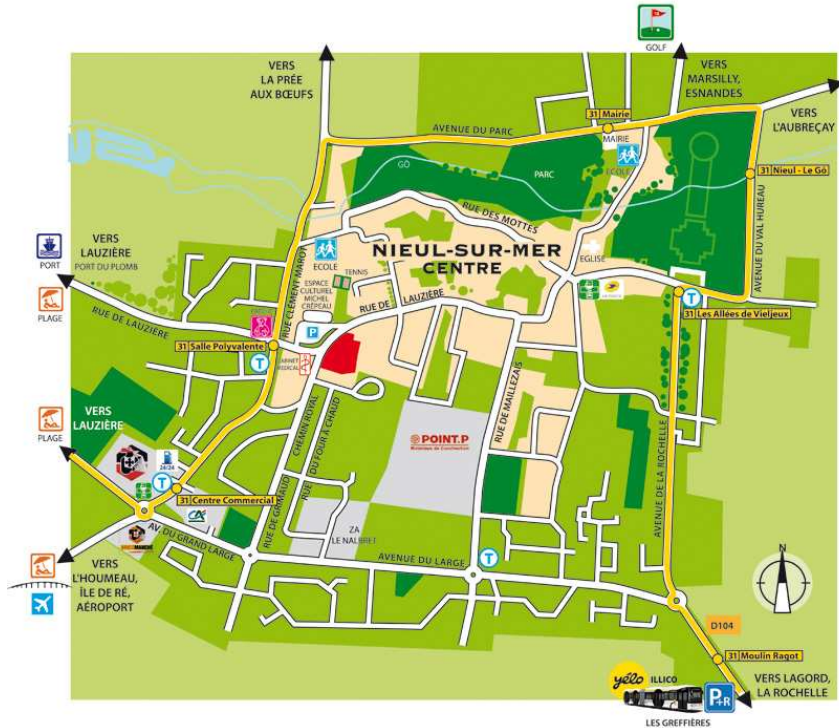 GOLF
VERS
LA PRÉE
AUX BŒUFS
VERS
MARSILLY,
ESNANDES
VERS
L'AUBREÇAY
AVENUE DU PARC
31 Mairie
MAIRIE
ECOLE
GÔ
PARC
31 Nieul - Le Gô
AVENUE DU VAL HUREAU
RUE DES MOTTES
NIEUL-SUR-MER
CENTRE
EGLISE
PORT
VERS
LAUZIÈRE
PORT DU PLOMB
PLAGE
RUE DE LAUZIÈRE
RUE CLÉMENT MAROT
ECOLE
TENNIS
ESPACE
CULTUREL
MICHEL
CRÉPEAU
P
RUE DE LAUZIÈRE
T
31 Les Allées de Vieljeux
31 Salle Polyvalente
T
CABINET
MEDICAL
PLAGE
VERS
LAUZIÈRE
CHEMIN ROYAL
RUE DU FOUR À CHAUD
RUE DE MAILLEZAIS
POINT.P
AVENUE DE LA ROCHELLE
24/24
T
31 Centre Commercial
CA
RUE DE GRIMAUD
ZA
LE NALBRET
AV. DU GRAND LARGE
AVENUE DU LARGE
T
VERS
L'HOUMEAU,
ÎLE DE RÉ,
AÉROPORT
N
D104
31 Moulin Ragot
yélo ILLICO
P+R
VERS LAGORD,
LA ROCHELLE
LES GREFFIÈRES